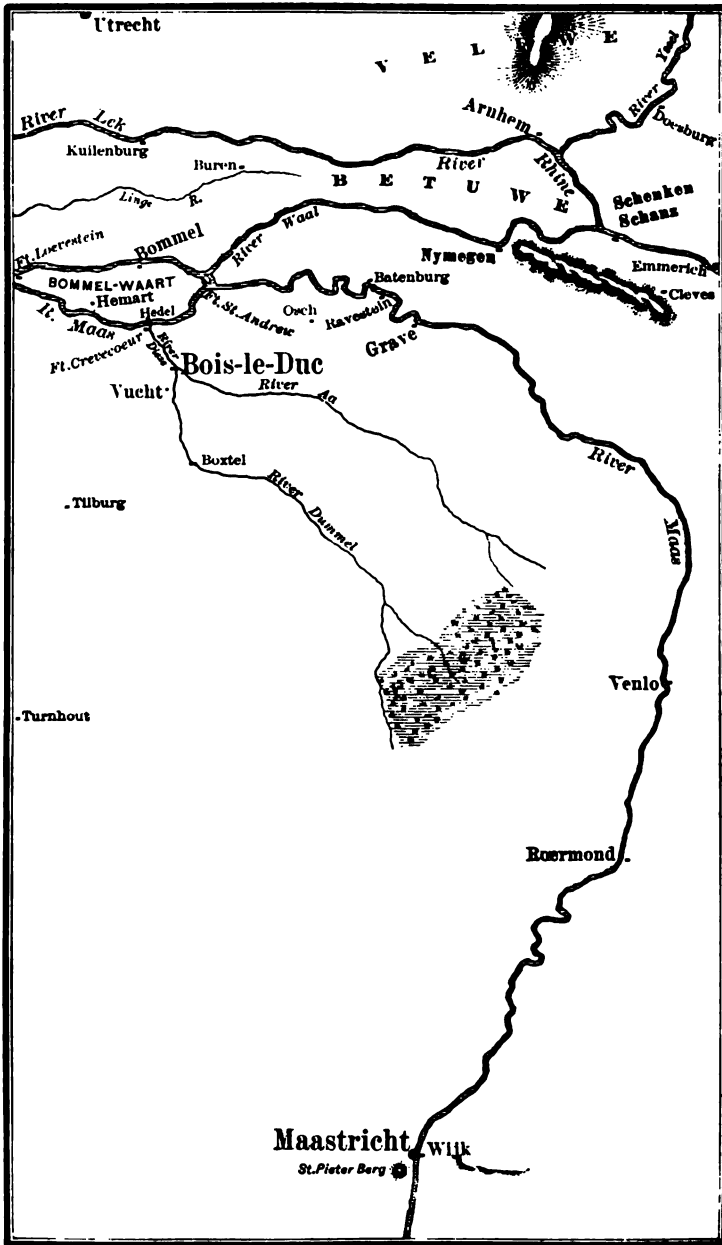 Utrecht
VELUWE
River Yssel
River Lek
Arnhem
Doesburg
Kuilenburg
River
Rhine
Buren
BETUWE
Linge R.
Schenken
Schanz
River Waal
Ft. Loevestein
Bommel
Nymegen
Emmerich
BOMMEL-WAART
Batenburg
Cleves
Hemart
Ft. St. Andrew
Osch
Ravestein
R. Maas
Hedel
Grave
Ft. Crevecoeur
River
Diese
Bois-le-Duc
Vucht
River Aa
River
Boxtel
River Dummel
Tilburg
Maas
Venlo
Turnhout
Roermond
Maastricht
Wijk
St. Pieter Berg